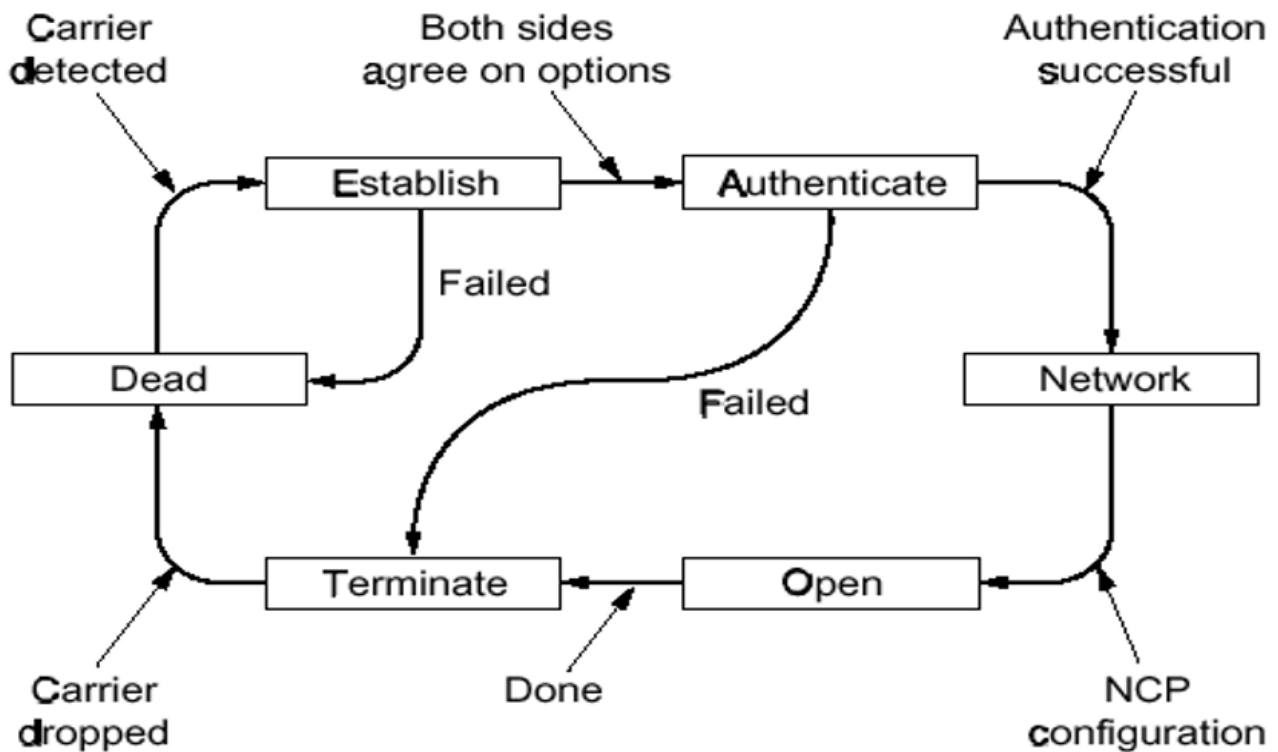 Carrier
detected
Both sides
agree on options
Authentication
successful
Establish
Authenticate
Failed
Dead
Network
Failed
Terminate
Open
Carrier
dropped
Done
NCP
configuration